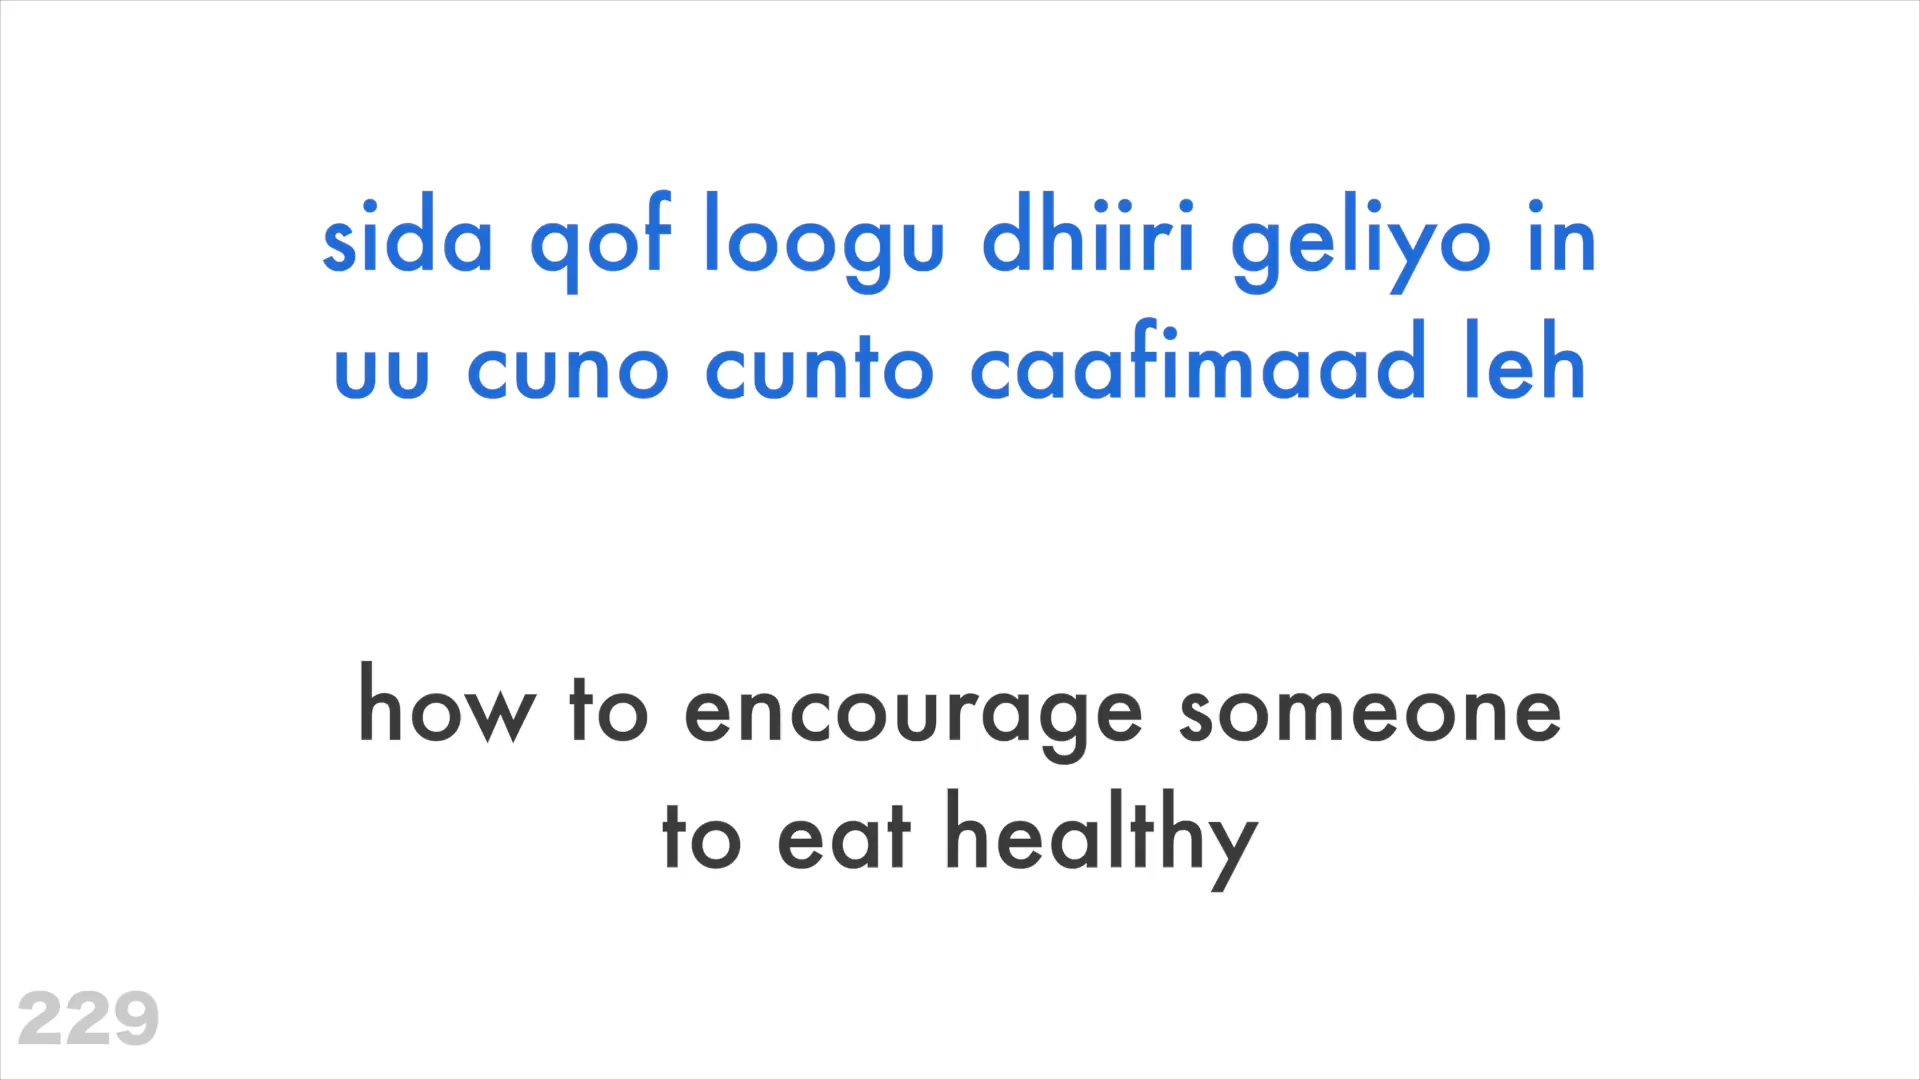 sida qof loogu dhiiri geliyo in
uu cuno cunto caafimaad leh
how to encourage someone
to eat healthy
229